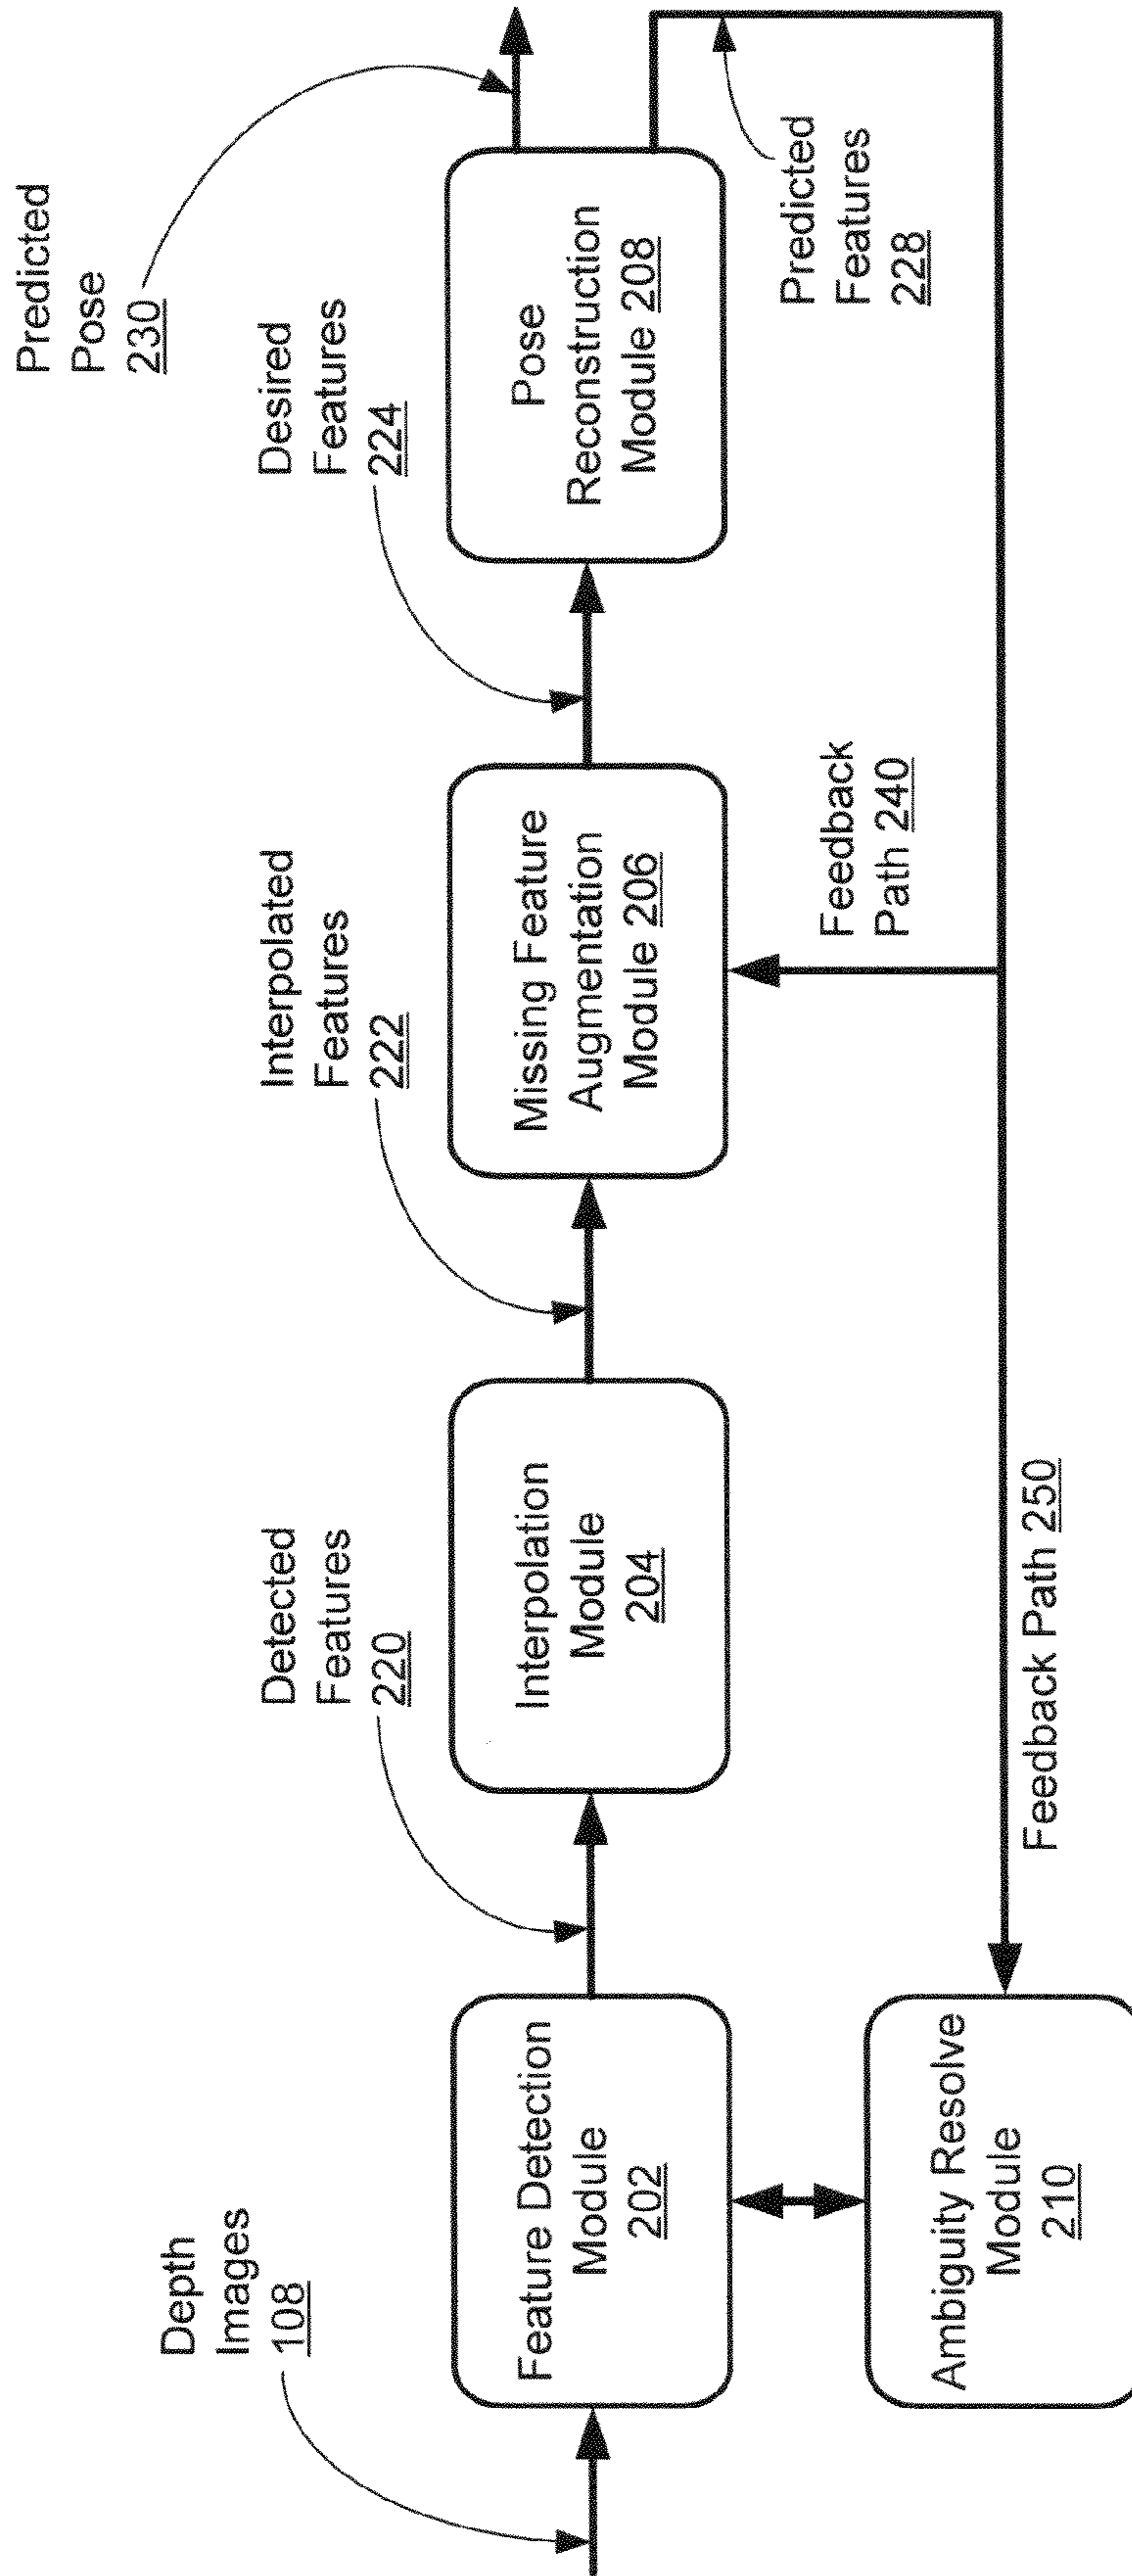 Depth
Images
108
Detected
Features
220
Interpolated
Features
222
Desired
Features
224
Predicted
Pose
230
Feature Detection
Module
202
Interpolation
Module
204
Missing Feature
Augmentation
Module 206
Pose
Reconstruction
Module 208
Predicted
Features
228
Feedback
Path 240
Ambiguity Resolve
Module
210
Feedback Path 250